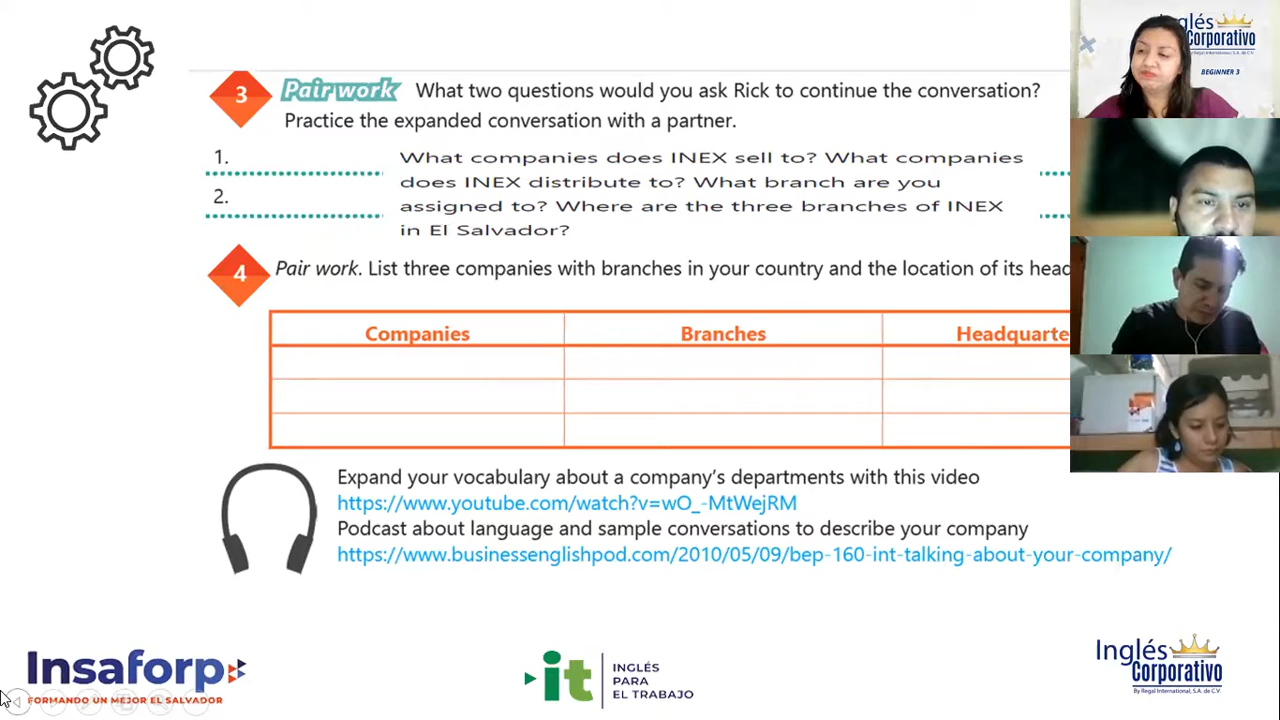 Inglés
Corporativo
BEGINNER 3
3
Pair work
What two questions would you ask Rick to continue the conversation?
Practice the expanded conversation with a partner.
1.
What companies does INEX sell to? What companies
does INEX distribute to? What branch are you
2.
assigned to? Where are the three branches of INEX
in El Salvador?
4
Pair work. List three companies with branches in your country and the location of its head
Companies Branches Headquarte
Expand your vocabulary about a company's departments with this video
https://www.youtube.com/watch?v=wO_-MtWejRM
Podcast about language and sample conversations to describe your company
https://www.businessenglishpod.com/2010/05/09/bep-160-int-talking-about-your-company/
Insaforp
FORMANDO UN MEJOR EL SALVADOR
it
INGLÉS
PARA
EL TRABAJO
Inglés
Corporativo
By Regal International, S.A. de C.V.